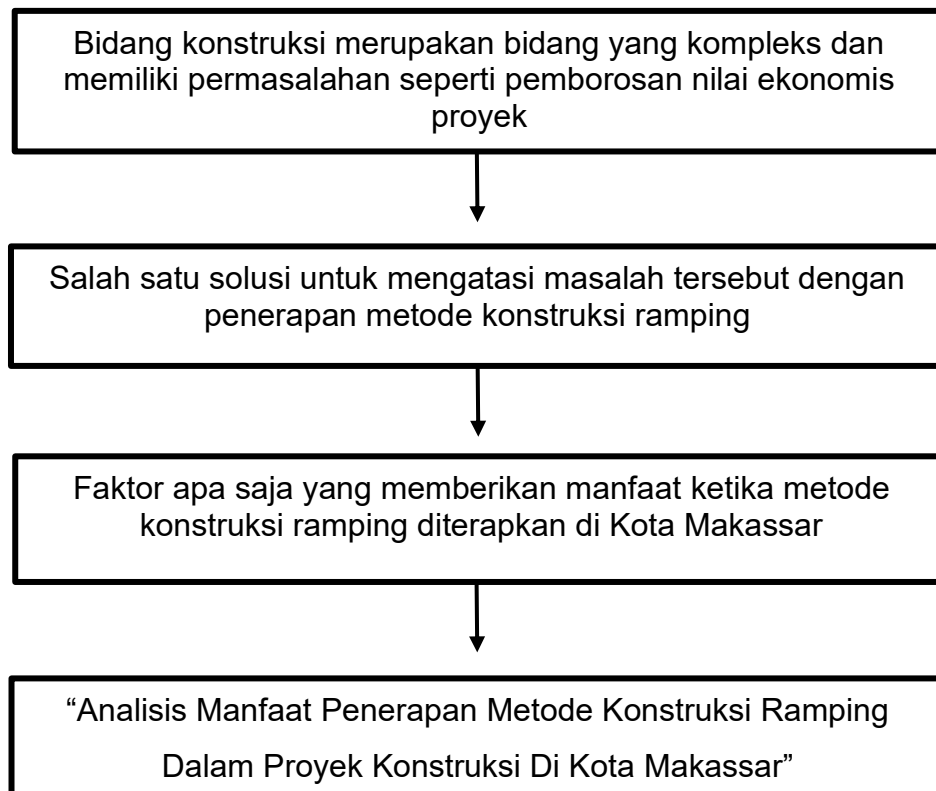 Bidang konstruksi merupakan bidang yang kompleks dan
memiliki permasalahan seperti pemborosan nilai ekonomis
proyek
Salah satu solusi untuk mengatasi masalah tersebut dengan
penerapan metode konstruksi ramping
Faktor apa saja yang memberikan manfaat ketika metode
konstruksi ramping diterapkan di Kota Makassar
“Analisis Manfaat Penerapan Metode Konstruksi Ramping
Dalam Proyek Konstruksi Di Kota Makassar”